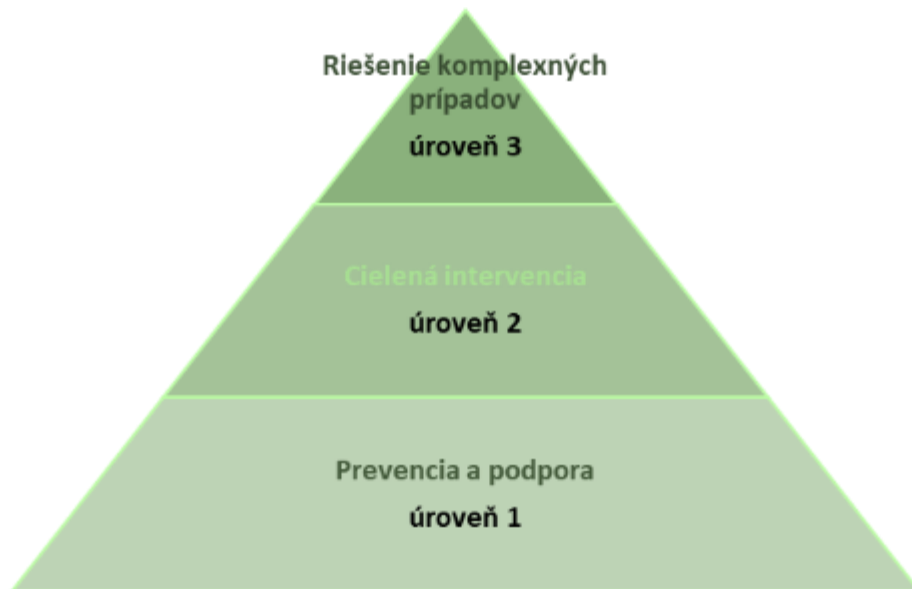 Riešenie komplexných
prípadov
úroveň 3
Cielená intervencia
úroveň 2
Prevencia a podpora
úroveň 1